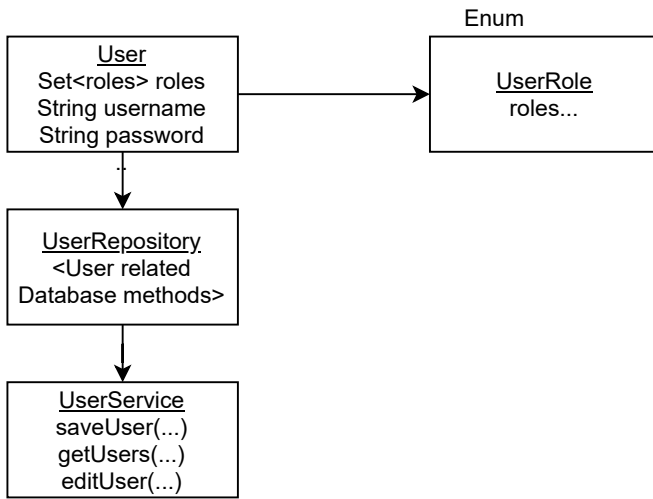 Enum
User
Set<roles> roles
String username
String password
..
UserRole
roles...
UserRepository
<User related
Database methods>
UserService
saveUser(...)
getUsers(...)
editUser(...)